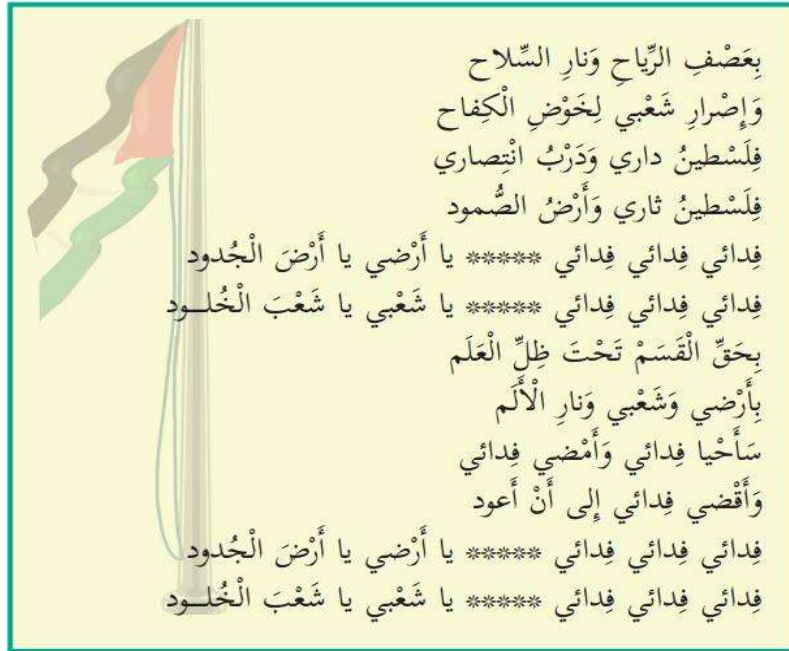 بِعَصْفِ الرِّياحِ وَنارِ السِّلاح
وَإِصْرارِ شَعْبي لِخَوْضِ الْكِفاح
فِلَسْطينُ داري وَدَرْبُ انْتِصاري
فِلَسْطينُ ثاري وَأَرْضُ الصُّمود
فِدائي فِدائي فِدائي ***** يا أَرْضي يا أَرْضَ الْجُدود
فِدائي فِدائي فِدائي ***** يا شَعْبي يا شَعْبَ الْخُلــود
بِحَقِّ الْقَسَمْ تَحْتَ ظِلِّ الْعَلَم
بِأَرْضي وَشَعْبي وَنارِ الْأَلَم
سَأَحْيا فِدائي وَأَمْضي فِدائي
وَأَقْضي فِدائي إِلى أَنْ أَعود
فِدائي فِدائي فِدائي ***** يا أَرْضي يا أَرْضَ الْجُدود
فِدائي فِدائي فِدائي ***** يا شَعْبي يا شَعْبَ الْخُلــود